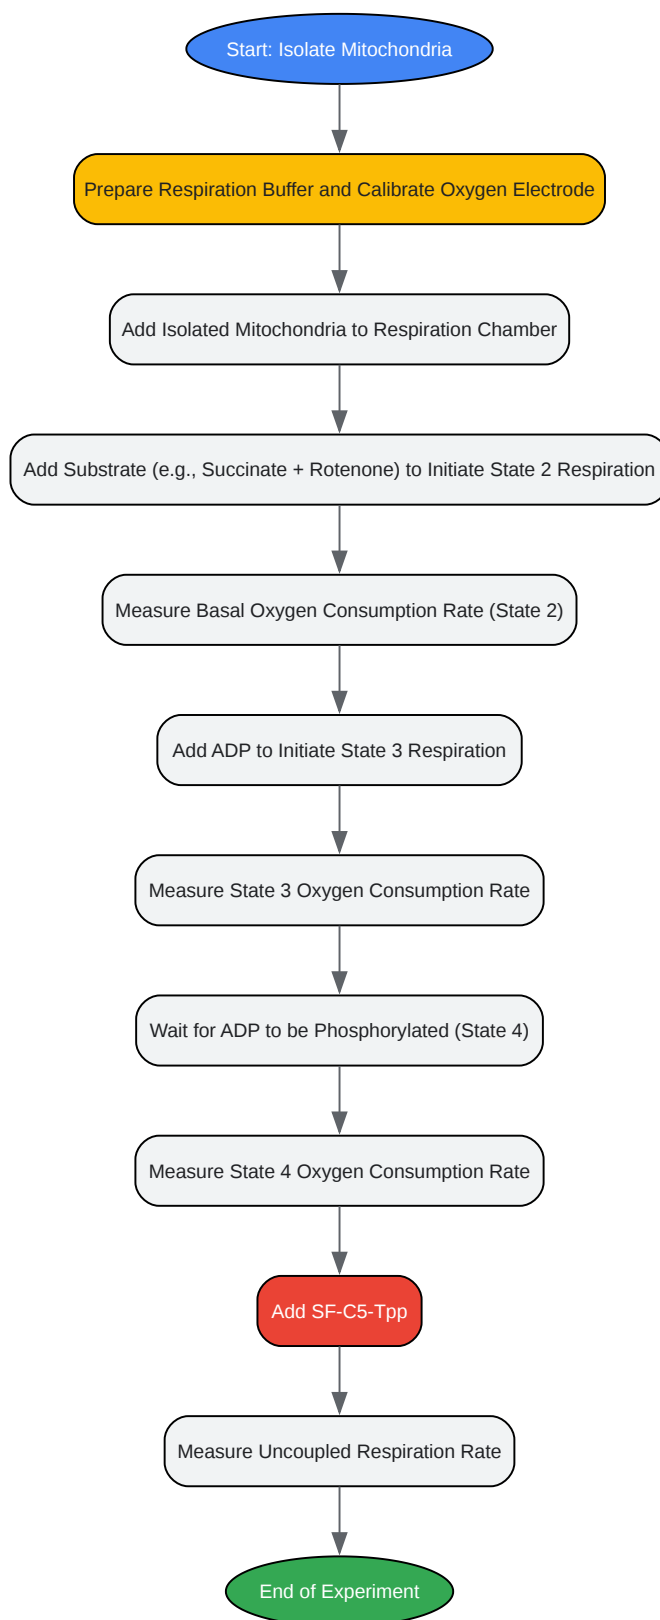 Start: Isolate Mitochondria
Prepare Respiration Buffer and Calibrate Oxygen Electrode
Add Isolated Mitochondria to Respiration Chamber
Add Substrate (e.g., Succinate + Rotenone) to Initiate State 2 Respiration
Measure Basal Oxygen Consumption Rate (State 2)
Add ADP to Initiate State 3 Respiration
Measure State 3 Oxygen Consumption Rate
Wait for ADP to be Phosphorylated (State 4)
Measure State 4 Oxygen Consumption Rate
Add SF-C5-Tpp
Measure Uncoupled Respiration Rate
End of Experiment